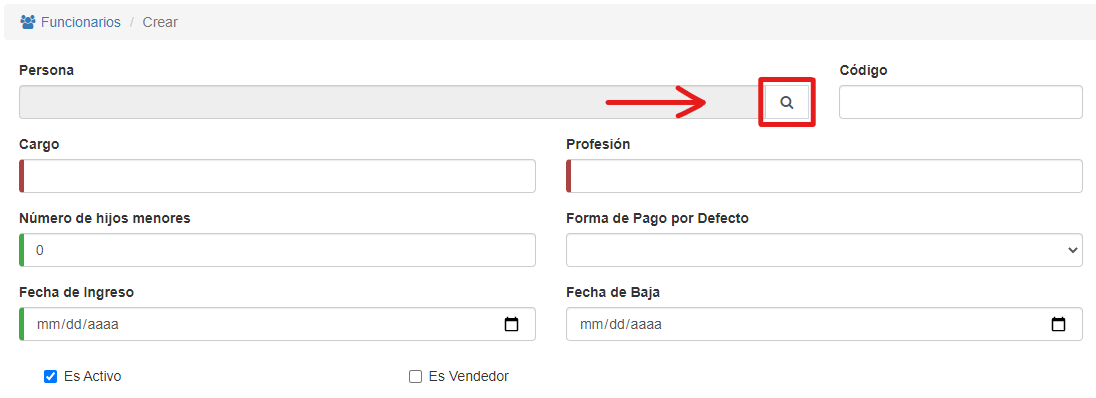 Funcionarios / Crear
Persona Código
Cargo Profesión
Número de hijos menores Forma de Pago por Defecto
0
Fecha de Ingreso Fecha de Baja
mm/dd/aaaa mm/dd/aaaa
Es Activo Es Vendedor